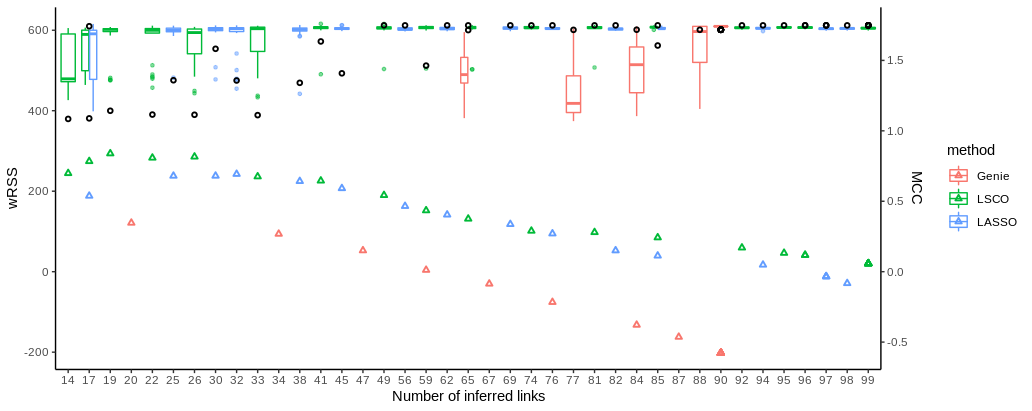 600
400
200
0
-200
wRSS
1.5
1.0
0.5
0.0
-0.5
MCC
14 17 19 20 22 25 26 30 32 33 34 38 41 45 47 49 56 59 62 65 67 69 74 76 77 81 82 84 85 87 88 90 92 94 95 96 97 98 99
Number of inferred links
method
Genie
LSCO
LASSO